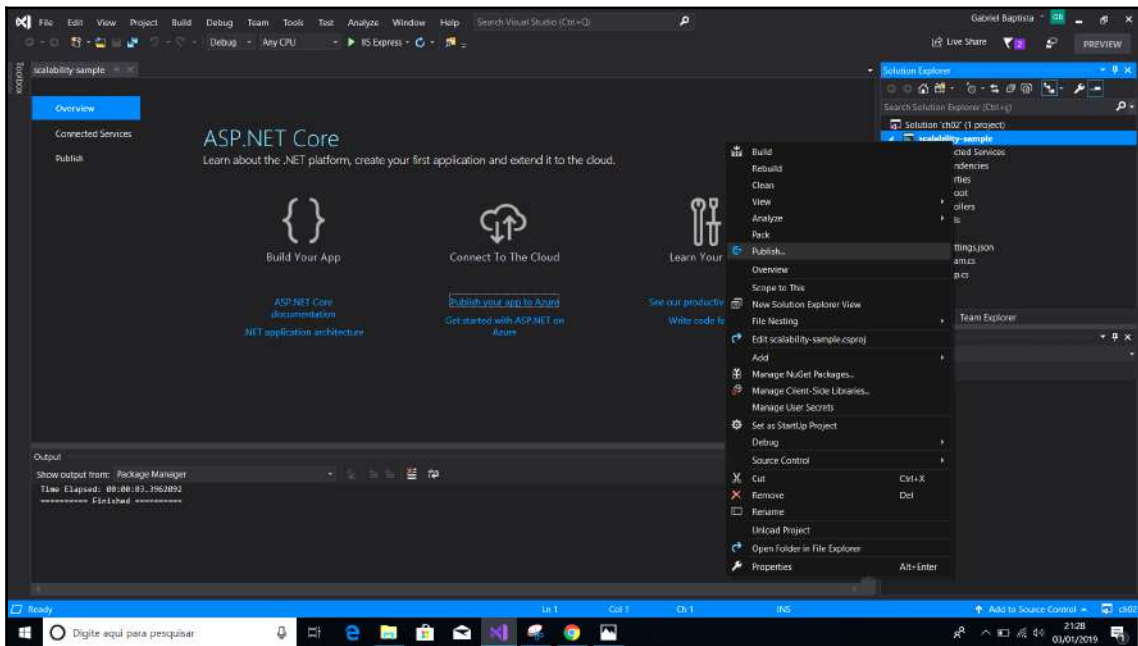 File Edit View Project Build Debug Team Tools Test Analyze Window Help Search Visual Studio (Ctrl+Q) Gabriel Baptista GB
Debug Any CPU IIS Express Live Share 2 PREVIEW
Toolbox
scalability-sample
Overview
Connected Services
Publish
ASP.NET Core
Learn about the .NET platform, create your first application and extend it to the cloud.
Build Your App
ASP.NET Core
documentation
.NET application architecture
Connect To The Cloud
Publish your app to Azure
Get started with ASP.NET on
Azure
Learn Your
See our productiv
Write code fa
Solution Explorer
Search Solution Explorer (Ctrl+ç)
Solution 'ch02' (1 project)
scalability-sample
cted Services
ndencies
rties
oot
ollers
ttings.json
am.cs
p.cs
Team Explorer
Build
Rebuild
Clean
View
Analyze
Pack
Publish...
Overview
Scope to This
New Solution Explorer View
File Nesting
Edit scalability-sample.csproj
Add
Manage NuGet Packages...
Manage Client-Side Libraries...
Manage User Secrets
Set as StartUp Project
Debug
Source Control
Cut Ctrl+X
Remove Del
Rename
Unload Project
Open Folder in File Explorer
Properties Alt+Enter
Output
Show output from: Package Manager
Time Elapsed: 00:00:03.3962092
========== Finished ==========
Ready Ln 1 Col 1 Ch 1 INS Add to Source Control ch02
Digite aqui para pesquisar
21:28
03/01/2019